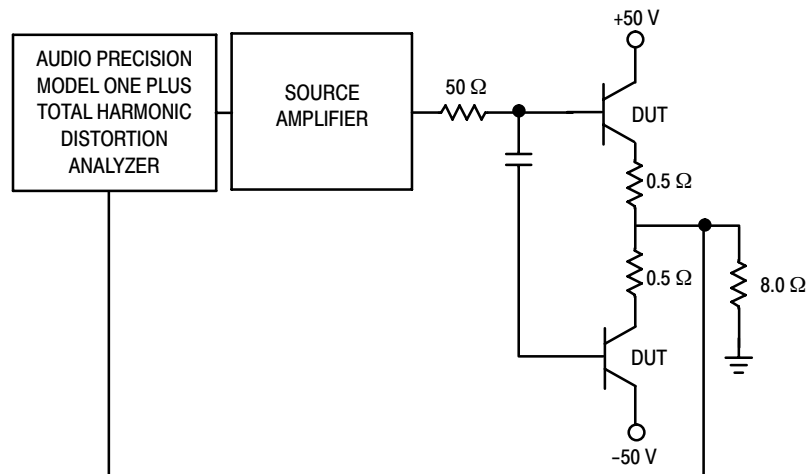 AUDIO PRECISION
MODEL ONE PLUS
TOTAL HARMONIC
DISTORTION
ANALYZER
SOURCE
AMPLIFIER
50 Ω
+50 V
DUT
0.5 Ω
0.5 Ω
8.0 Ω
DUT
−50 V